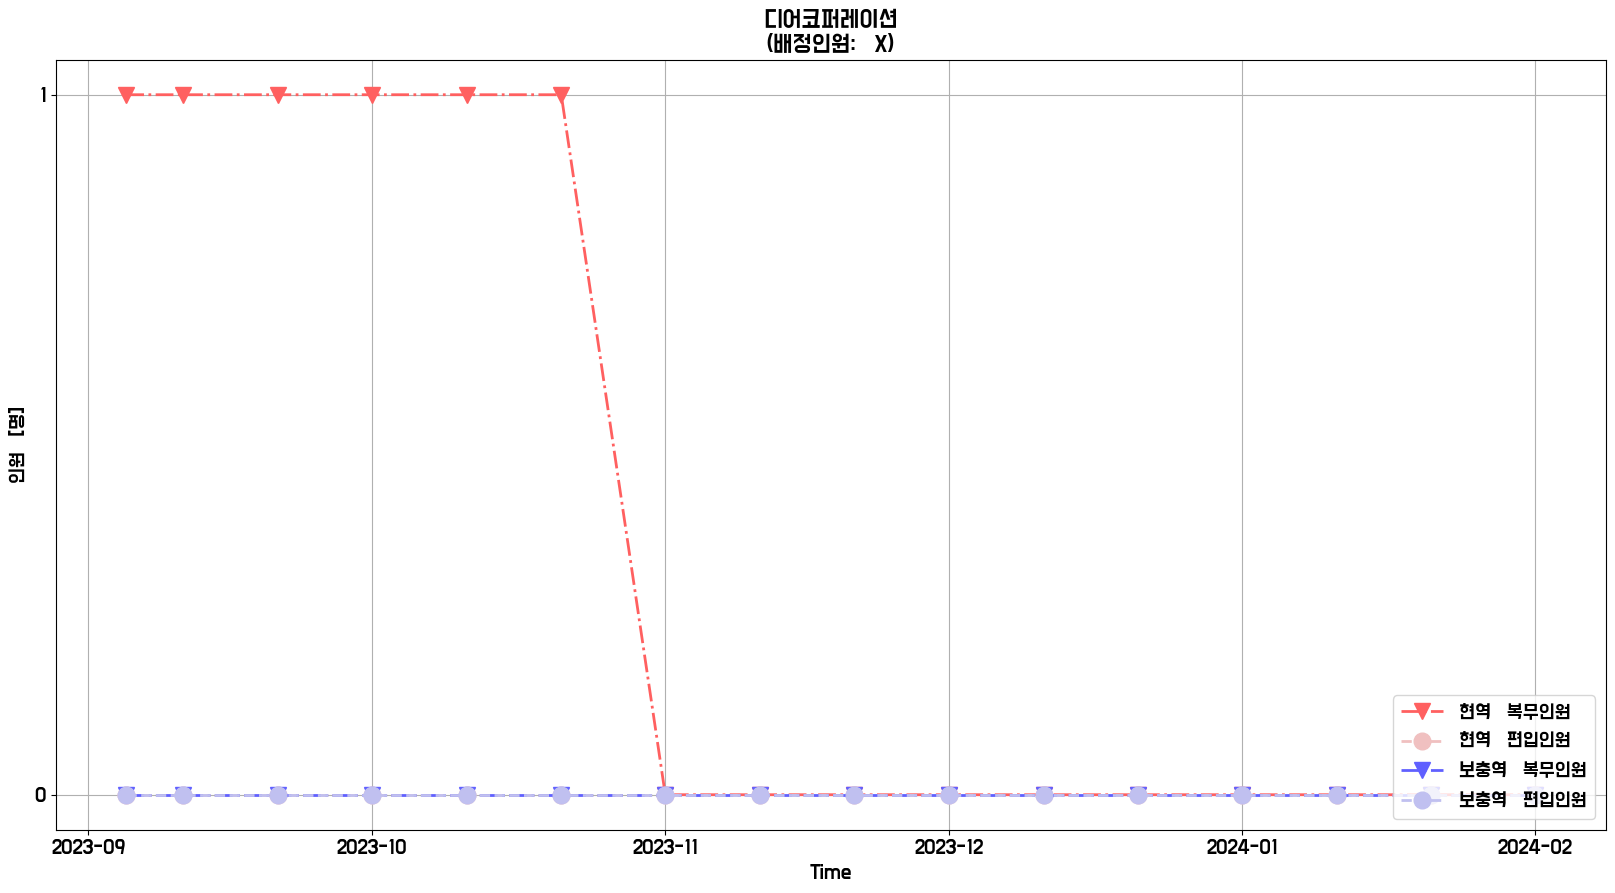 디어코퍼레이션
(배정인원: X)
1
0
인원 [명]
2023-09
2023-10
2023-11
2023-12
2024-01
2024-02
Time
현역 복무인원
현역 편입인원
보충역 복무인원
보충역 편입인원